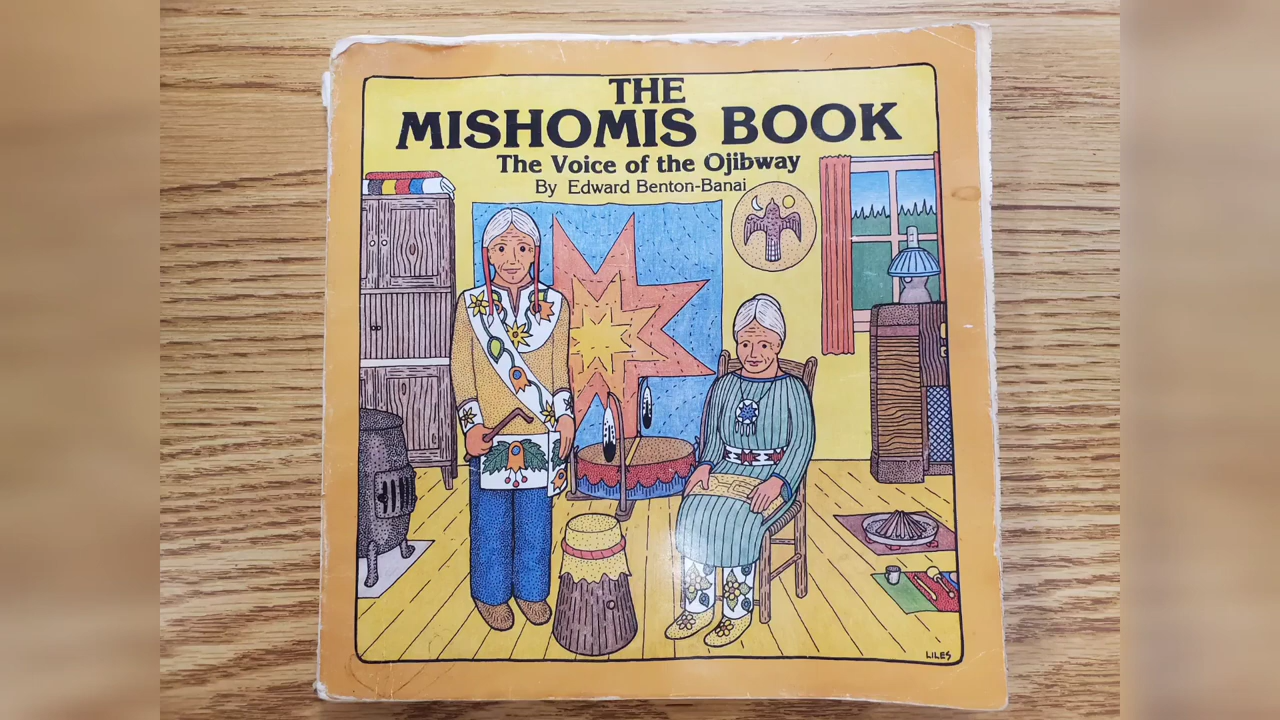 THE
MISHOMIS BOOK
The Voice of the Ojibway
By Edward Benton-Banai
LILES